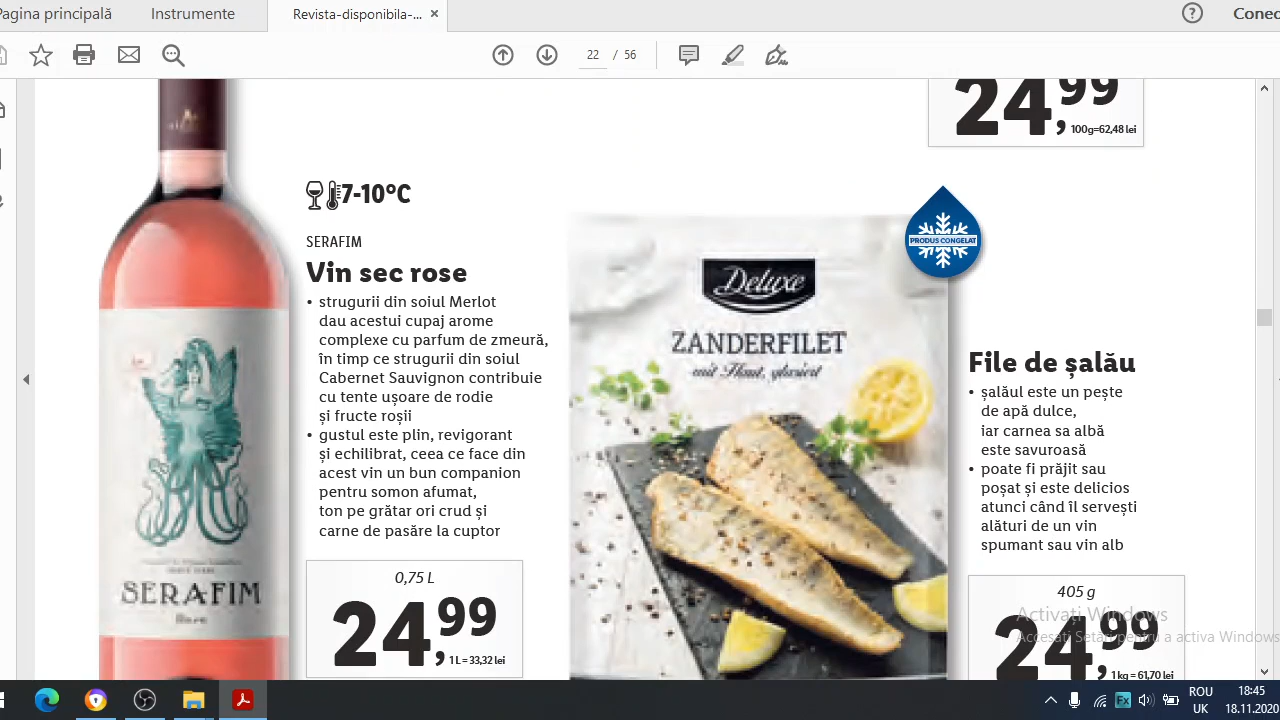 Pagina principală Instrumente Revista-disponibila-... × ? Conec
22 / 56
24,99
100g=62,48 lei
7-10°C
SERAFIM
Vin sec rose
• strugurii din soiul Merlot
dau acestui cupaj arome
complexe cu parfum de zmeură,
în timp ce strugurii din soiul
Cabernet Sauvignon contribuie
cu tente ușoare de rodie
și fructe roșii
• gustul este plin, revigorant
și echilibrat, ceea ce face din
acest vin un bun companion
pentru somon afumat,
ton pe grătar ori crud și
carne de pasăre la cuptor
0,75 L
24,99
1 L = 33,32 lei
SERAFIM
PRODUS CONGELAT
Deluxe
ZANDERFILET
mit Haut, glasiert
File de șalău
• șalăul este un pește
de apă dulce,
iar carnea sa albă
este savuroasă
• poate fi prăjit sau
poșat și este delicios
atunci când îl servești
alături de un vin
spumant sau vin alb
405 g
24,99
1 kg = 61,70 lei
Activați Windows
Accesați Setări pentru a activa Windows
Fx
ROU
UK
18:45
18.11.2020